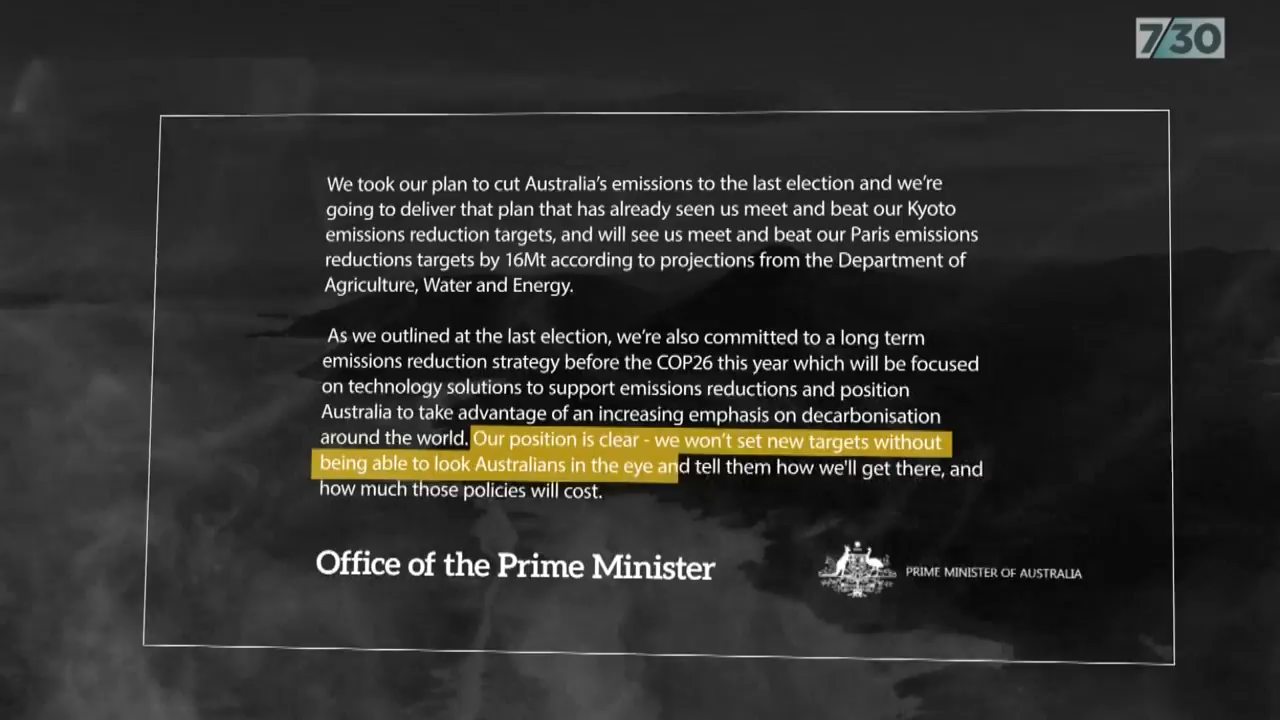 7/30
We took our plan to cut Australia's emissions to the last election and we're
going to deliver that plan that has already seen us meet and beat our Kyoto
emissions reduction targets, and will see us meet and beat our Paris emissions
reductions targets by 16Mt according to projections from the Department of
Agriculture, Water and Energy.
As we outlined at the last election, we're also committed to a long term
emissions reduction strategy before the COP26 this year which will be focused
on technology solutions to support emissions reductions and position
Australia to take advantage of an increasing emphasis on decarbonisation
around the world. Our position is clear - we won't set new targets without
being able to look Australians in the eye and tell them how we'll get there, and
how much those policies will cost.
Office of the Prime Minister
PRIME MINISTER OF AUSTRALIA